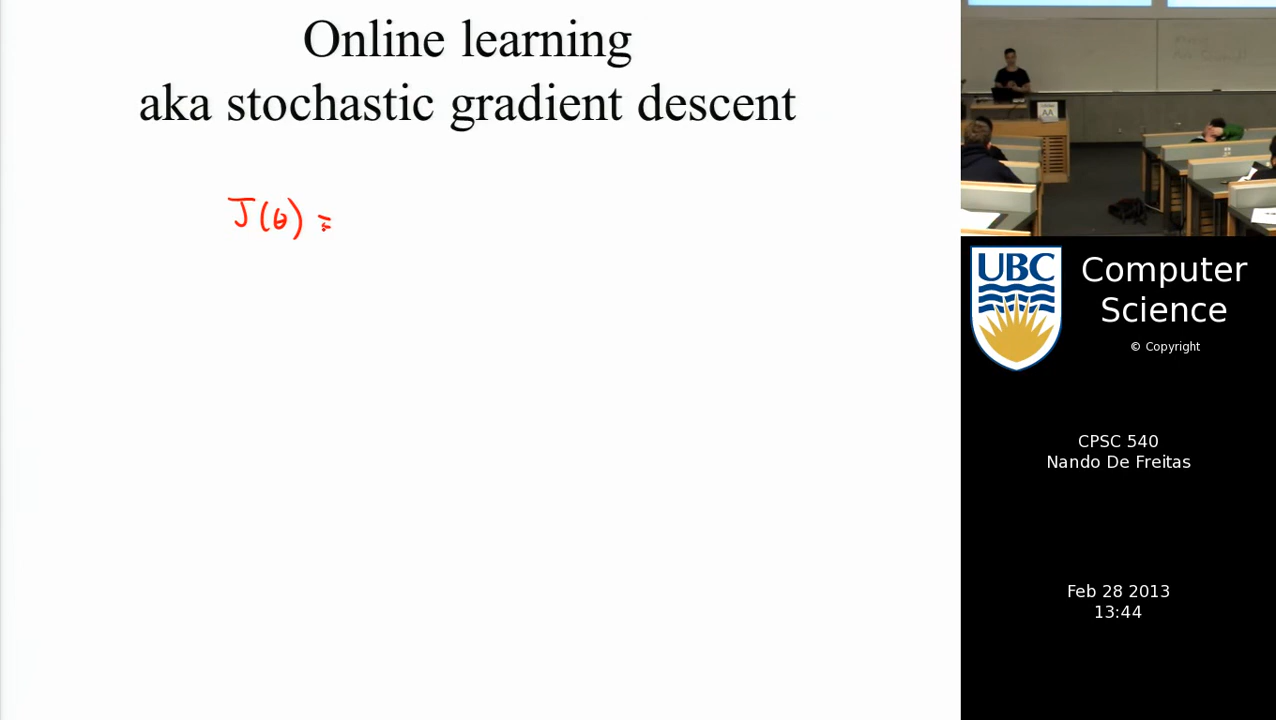 Online learning
aka stochastic gradient descent
J(θ) =
UBC
Computer
Science
© Copyright
CPSC 540
Nando De Freitas
Feb 28 2013
13:44